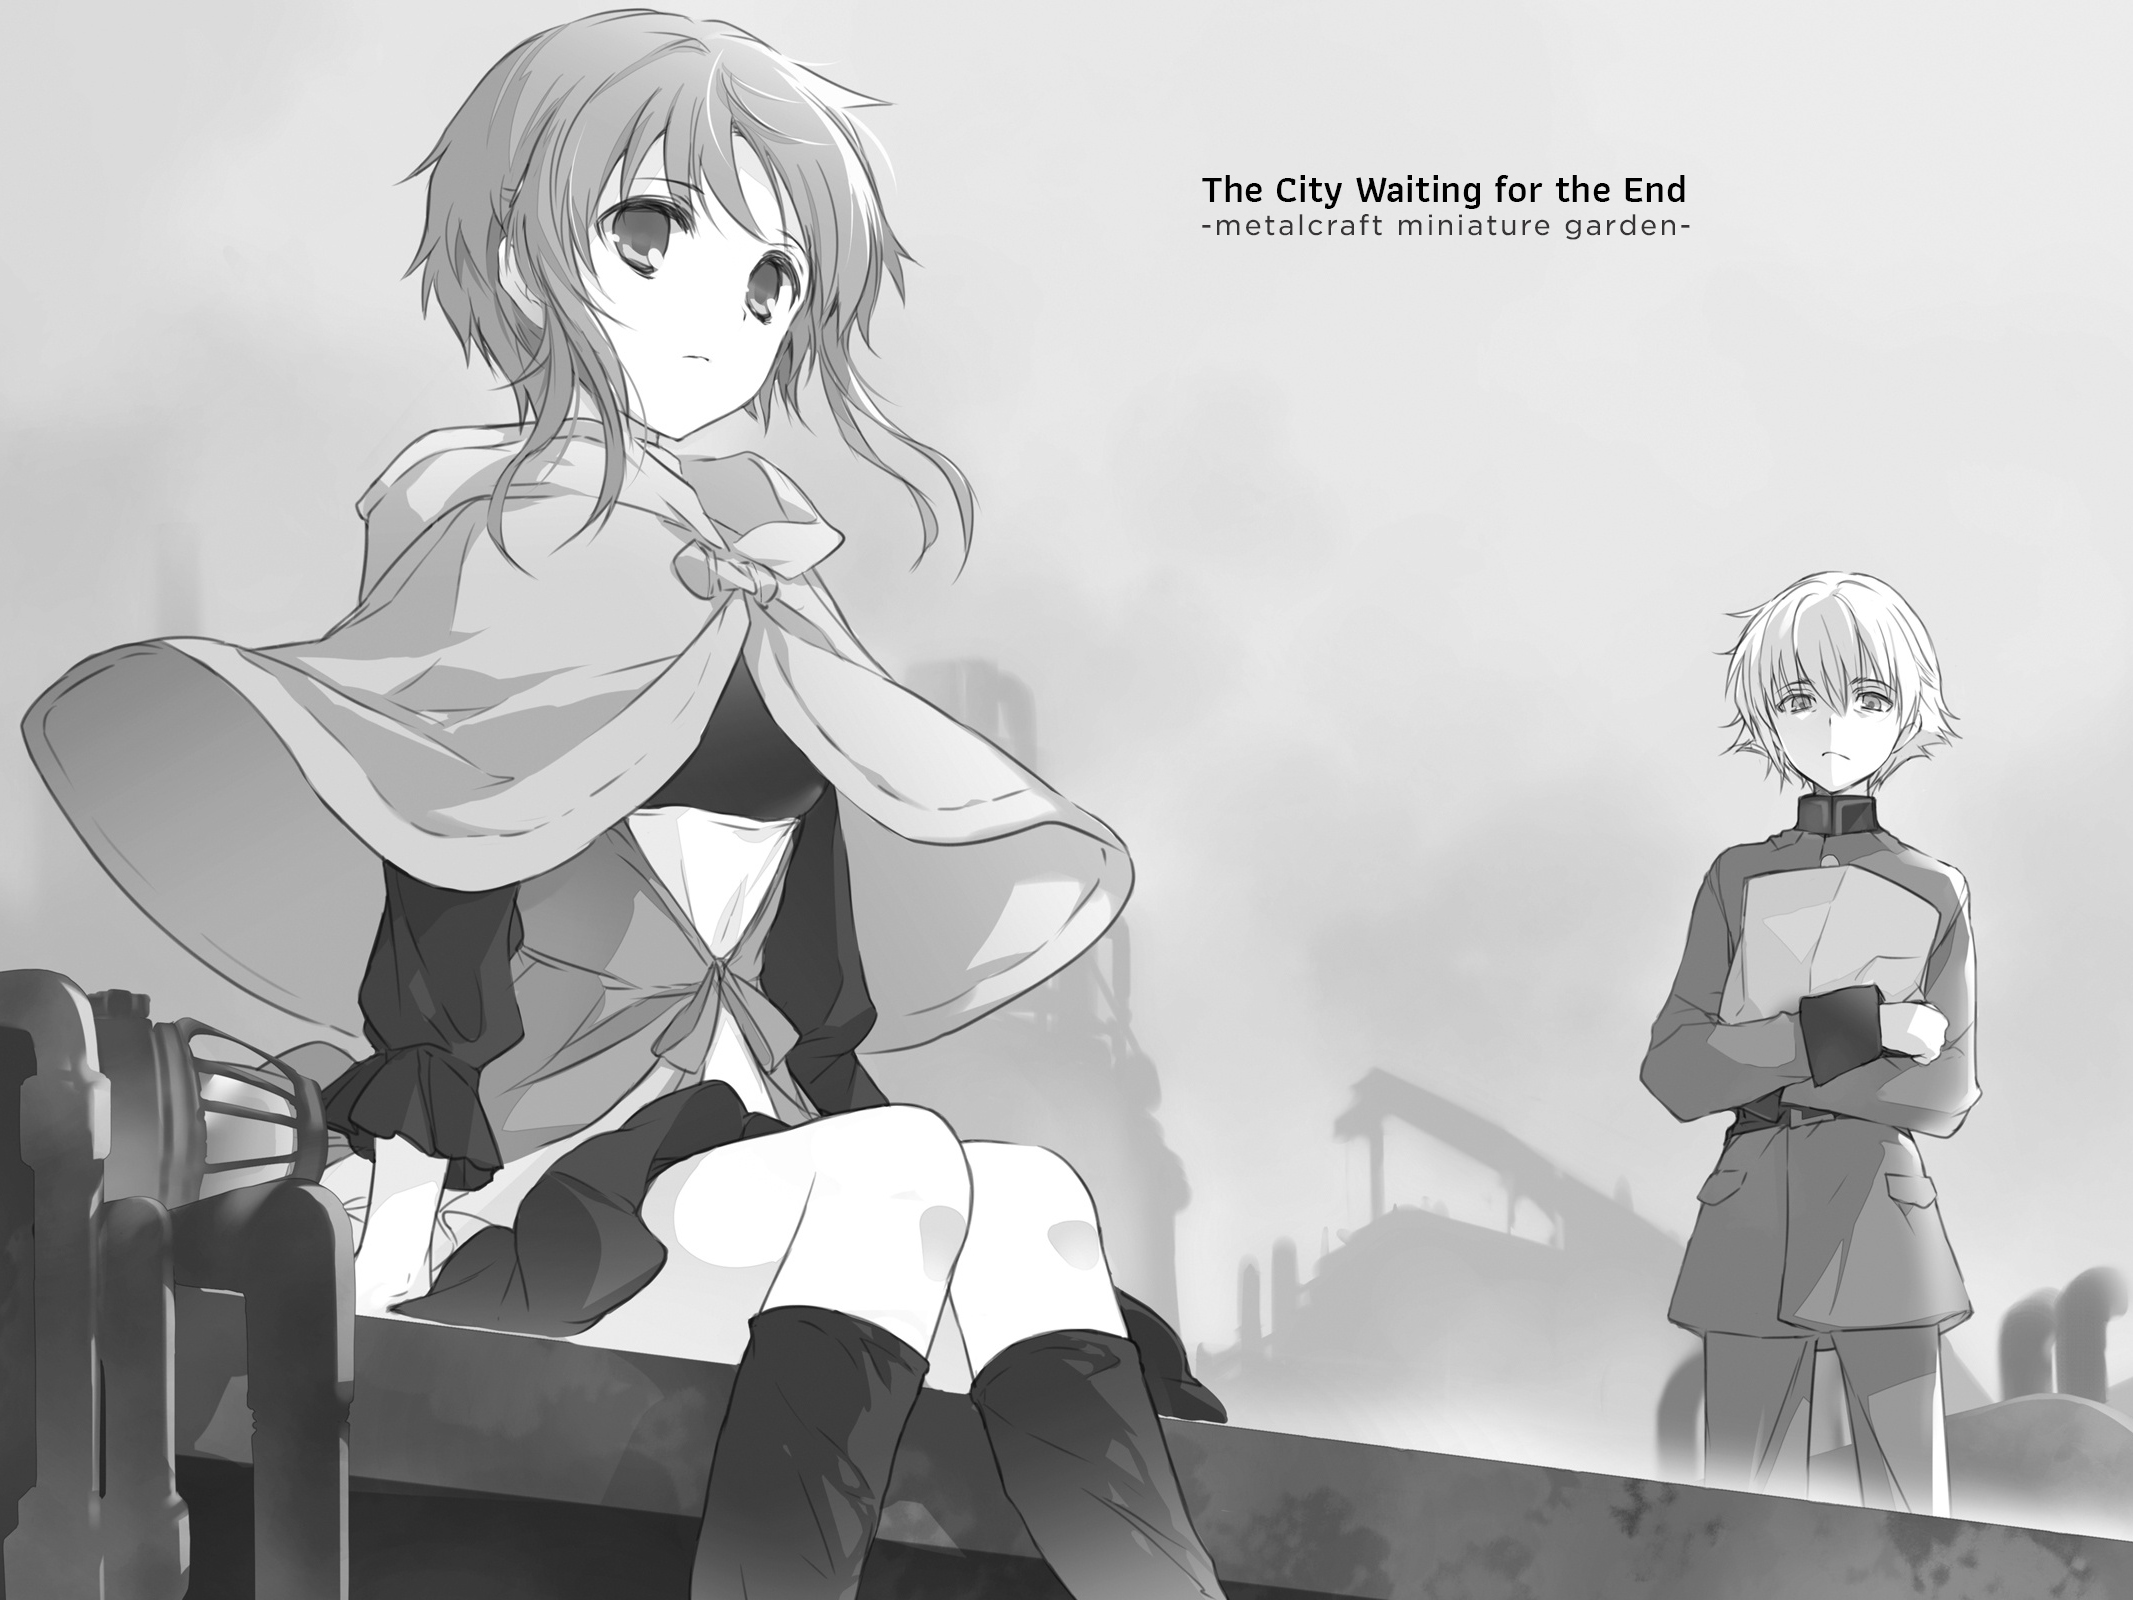 The City Waiting for the End
-metalcraft miniature garden-